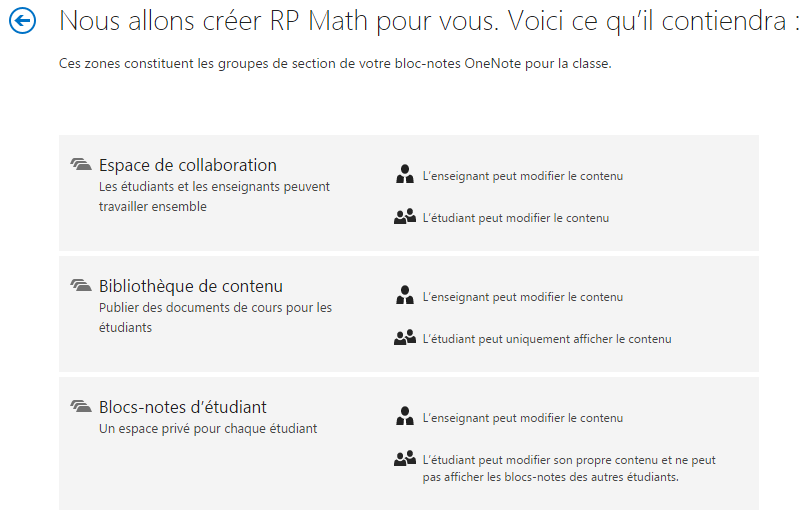 Nous allons créer RP Math pour vous. Voici ce qu’il contiendra :
Ces zones constituent les groupes de section de votre bloc-notes OneNote pour la classe.
Espace de collaboration
Les étudiants et les enseignants peuvent
travailler ensemble
L’enseignant peut modifier le contenu
L’étudiant peut modifier le contenu
Bibliothèque de contenu
Publier des documents de cours pour les
étudiants
L’enseignant peut modifier le contenu
L’étudiant peut uniquement afficher le contenu
Blocs-notes d’étudiant
Un espace privé pour chaque étudiant
L’enseignant peut modifier le contenu
L’étudiant peut modifier son propre contenu et ne peut
pas afficher les blocs-notes des autres étudiants.